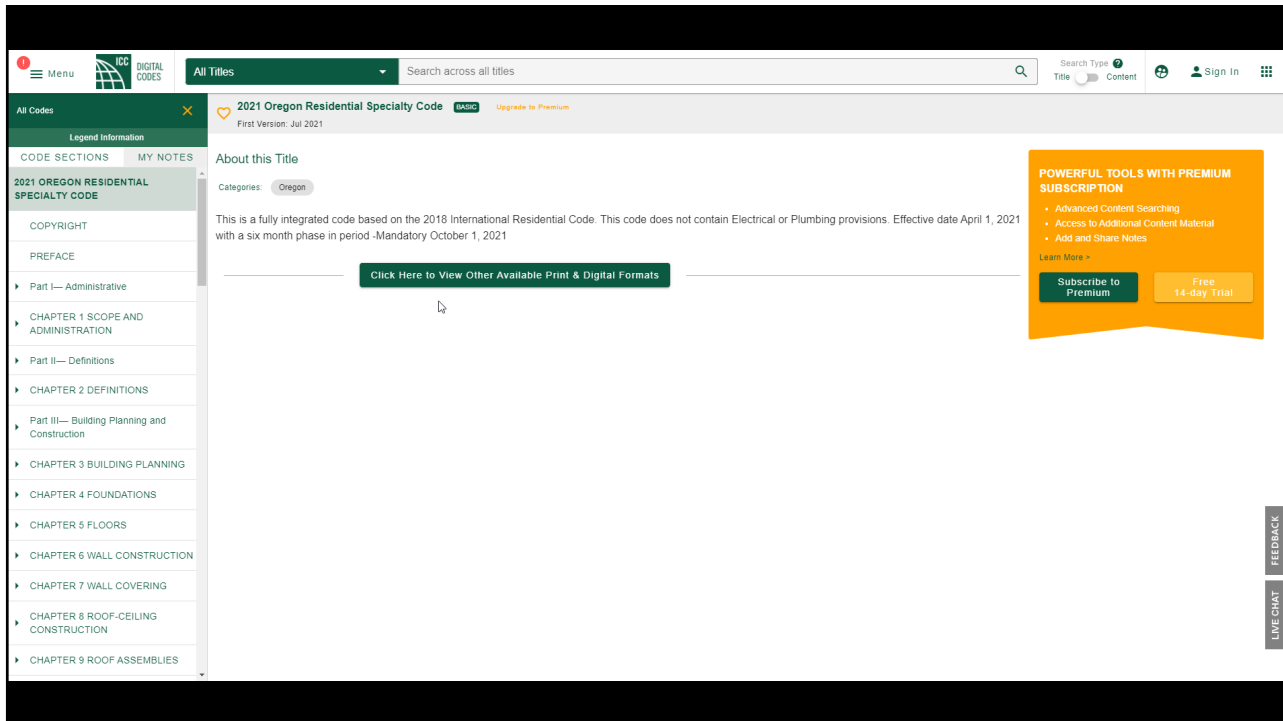 !
Menu
ICC
DIGITAL
CODES
All Titles
Search across all titles
Search Type ?
Title Content
Sign In
All Codes
Legend Information
CODE SECTIONS MY NOTES
2021 OREGON RESIDENTIAL
SPECIALTY CODE
COPYRIGHT
PREFACE
Part I— Administrative
CHAPTER 1 SCOPE AND
ADMINISTRATION
Part II— Definitions
CHAPTER 2 DEFINITIONS
Part III— Building Planning and
Construction
CHAPTER 3 BUILDING PLANNING
CHAPTER 4 FOUNDATIONS
CHAPTER 5 FLOORS
CHAPTER 6 WALL CONSTRUCTION
CHAPTER 7 WALL COVERING
CHAPTER 8 ROOF-CEILING
CONSTRUCTION
CHAPTER 9 ROOF ASSEMBLIES
2021 Oregon Residential Specialty Code BASIC Upgrade to Premium
First Version: Jul 2021
About this Title
Categories: Oregon
This is a fully integrated code based on the 2018 International Residential Code. This code does not contain Electrical or Plumbing provisions. Effective date April 1, 2021
with a six month phase in period -Mandatory October 1, 2021
Click Here to View Other Available Print & Digital Formats
POWERFUL TOOLS WITH PREMIUM
SUBSCRIPTION
Advanced Content Searching
Access to Additional Content Material
Add and Share Notes
Learn More >
Subscribe to
Premium
Free
14-day Trial
FEEDBACK
LIVE CHAT